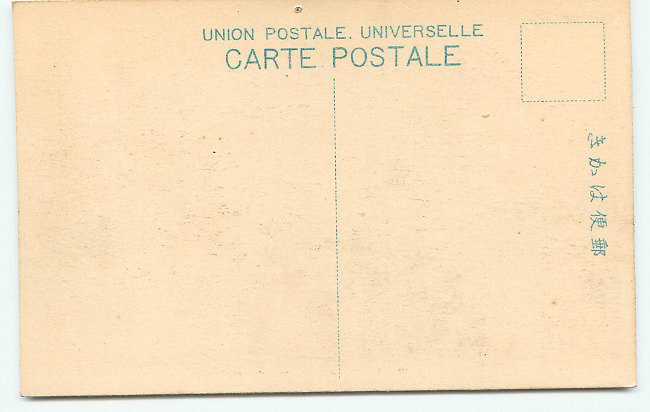 UNION POSTALE. UNIVERSELLE
CARTE POSTALE
郵便はかき